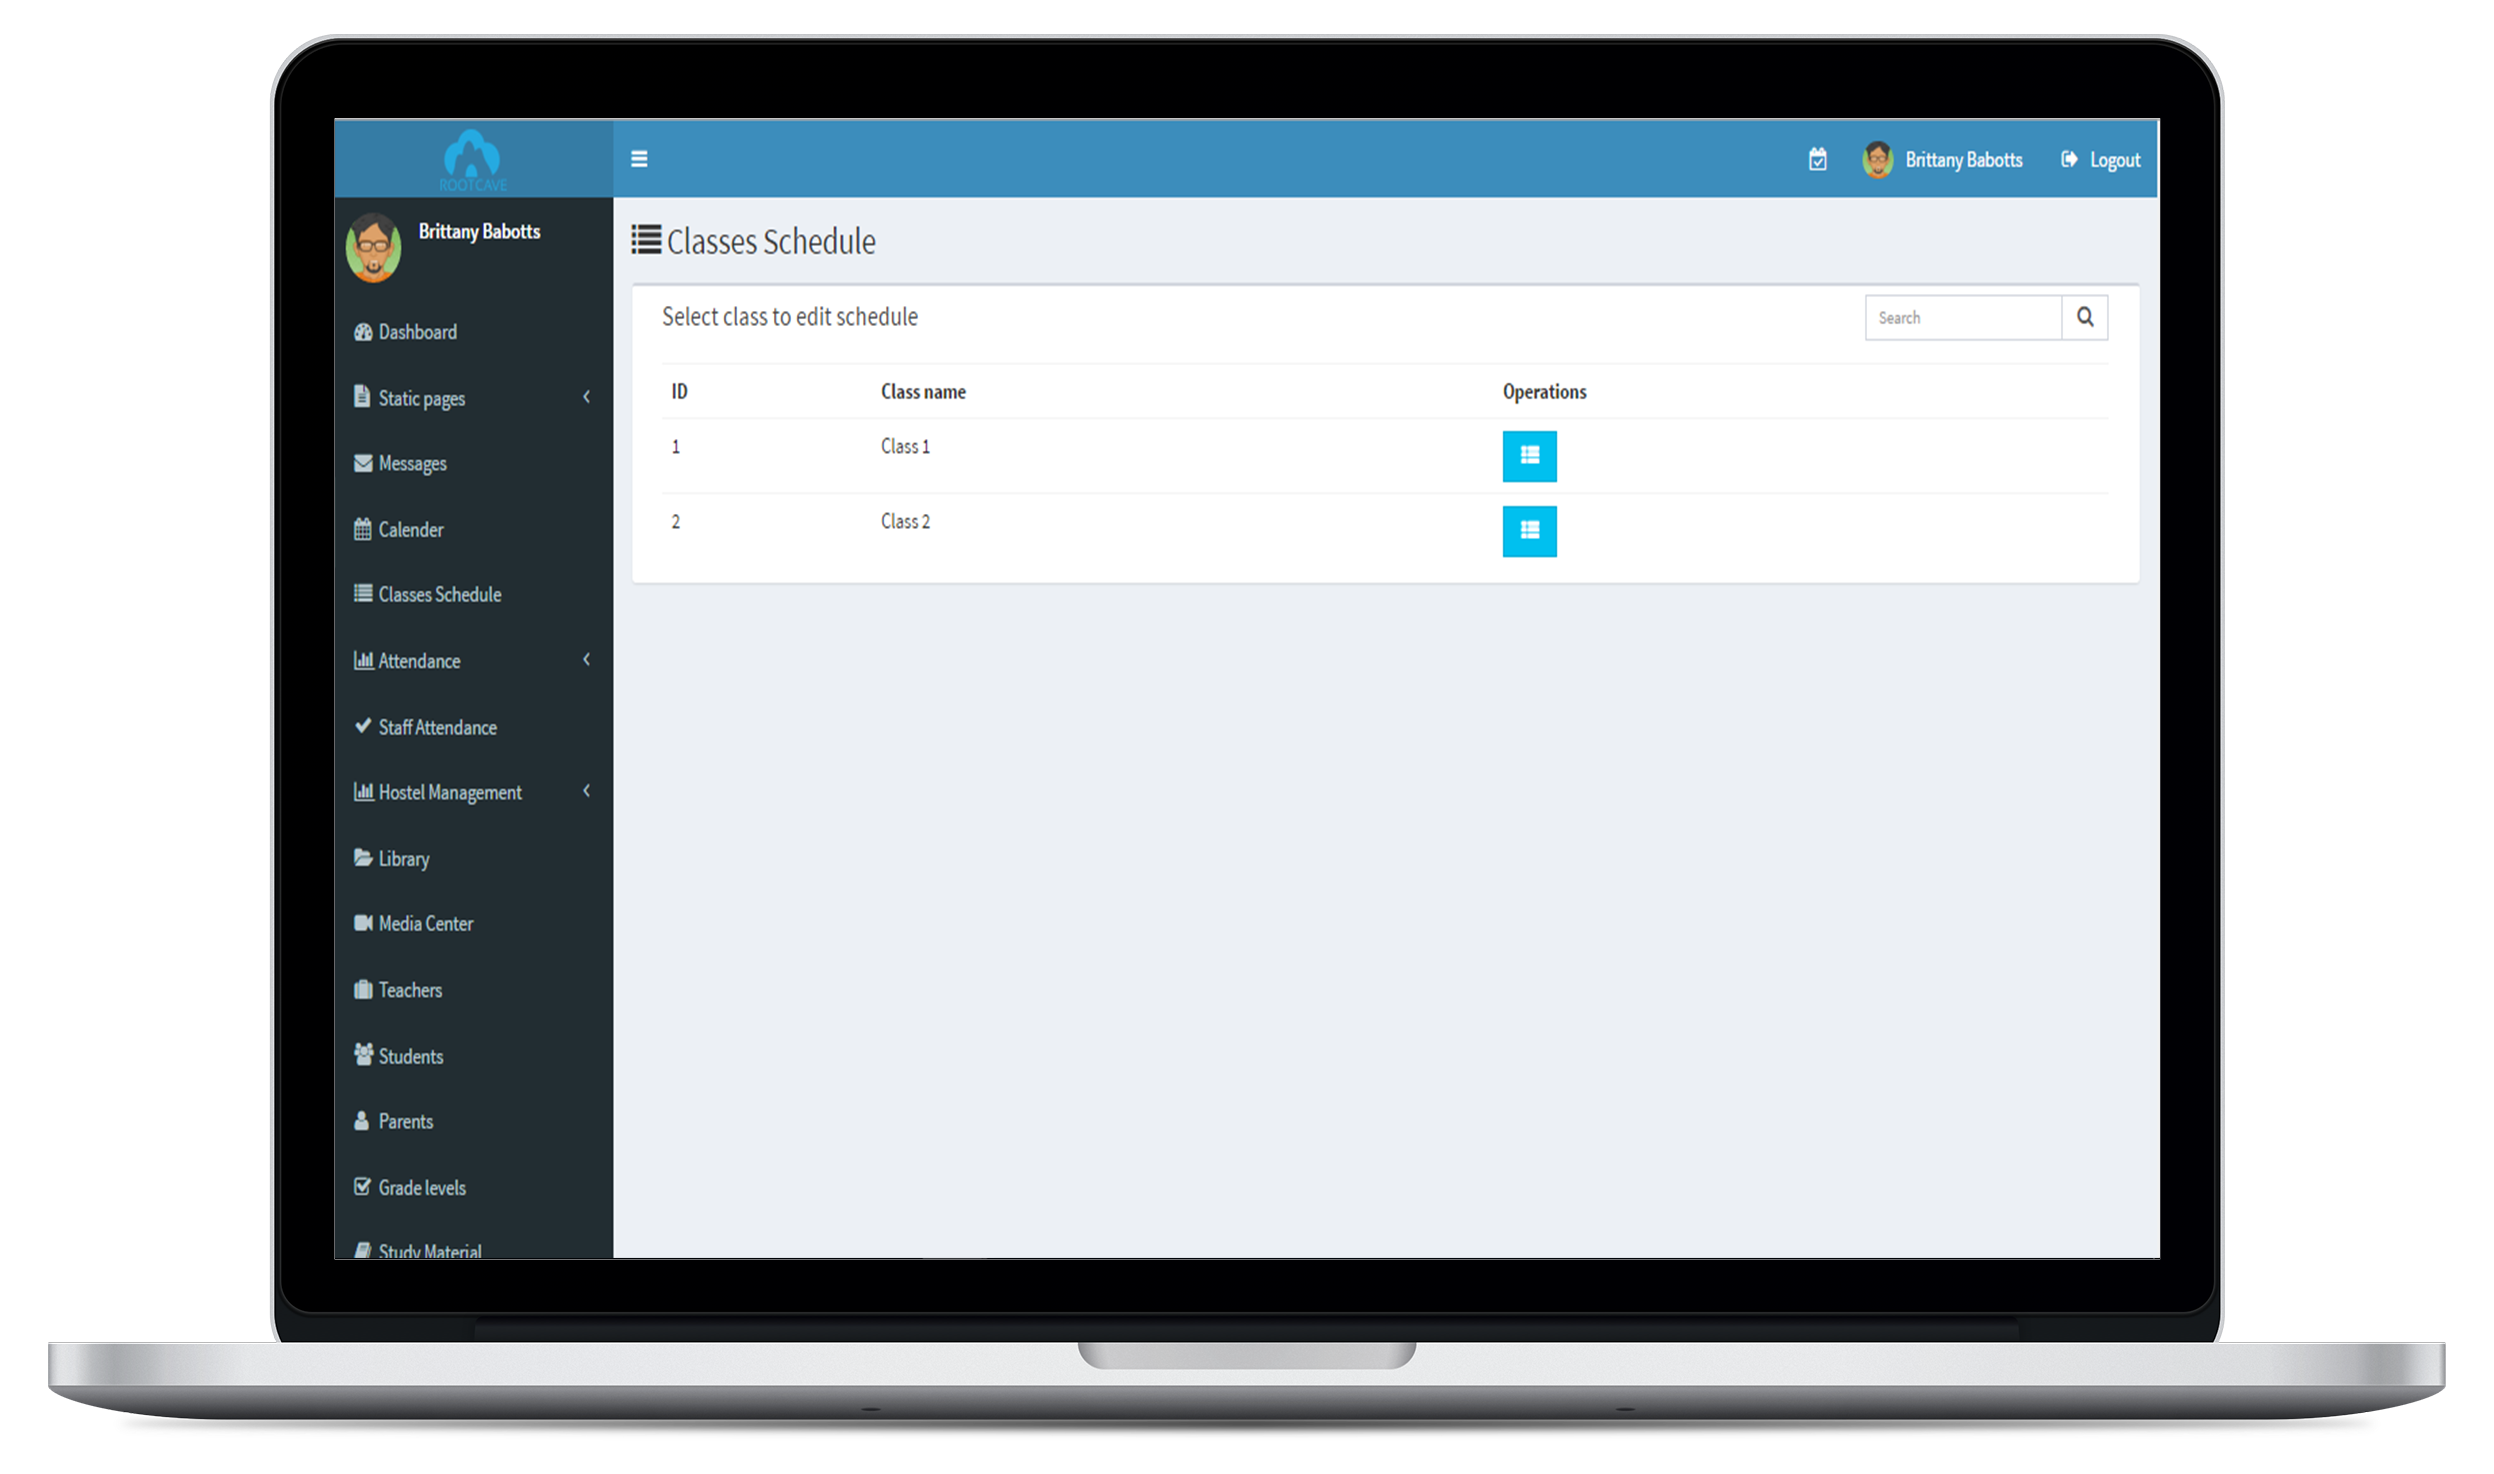 ROOTCAVE
Brittany Babotts
Logout
Brittany Babotts
Dashboard
Static pages
Messages
Calender
Classes Schedule
Attendance
Staff Attendance
Hostel Management
Library
Media Center
Teachers
Students
Parents
Grade levels
Study Material
Classes Schedule
Select class to edit schedule
Search
ID Class name Operations
1 Class 1
2 Class 2